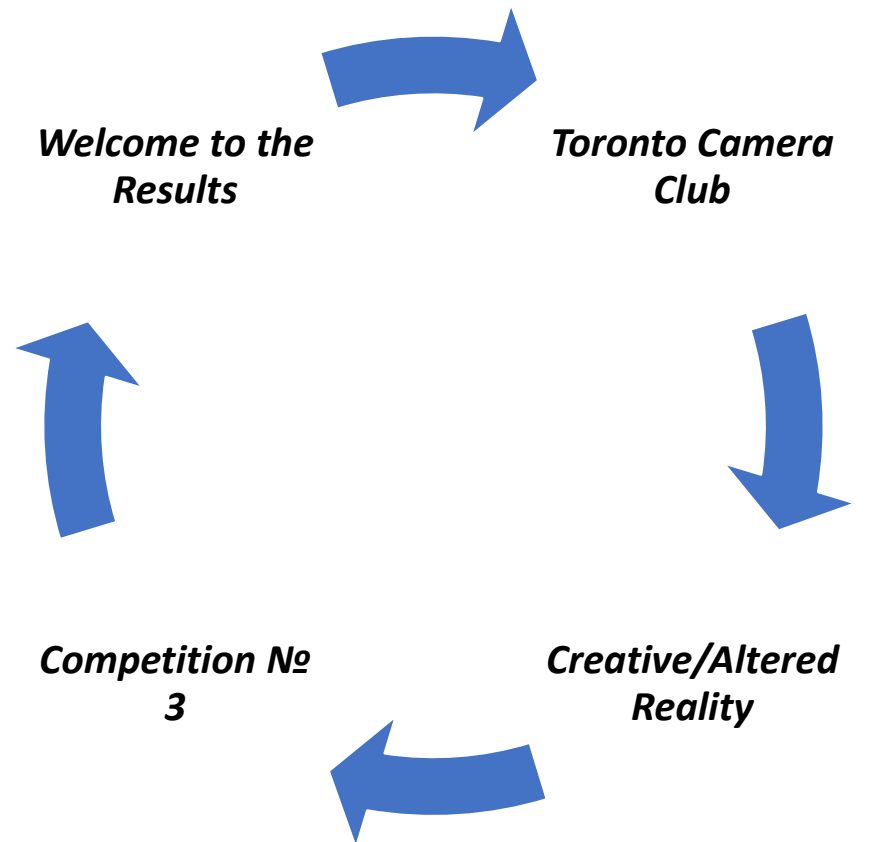 Welcome to the
Results
Toronto Camera
Club
Creative/Altered
Reality
Competition №
3